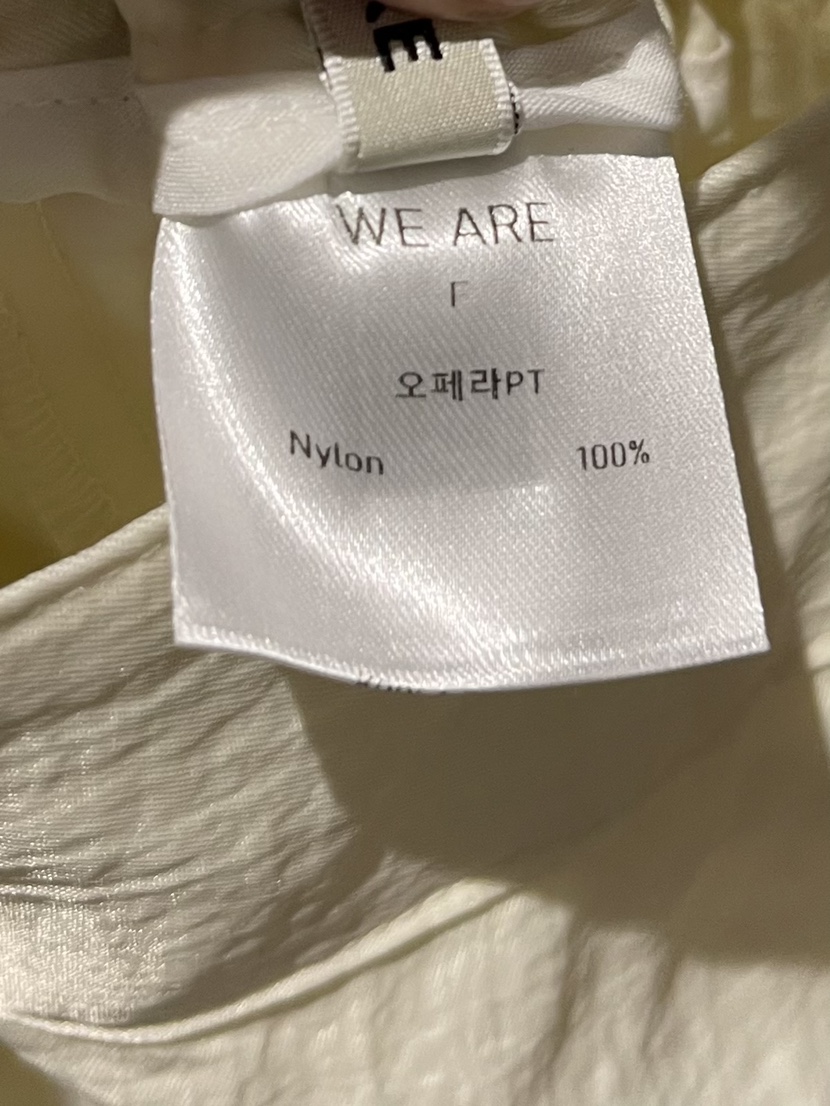 WE ARE
F
오페라PT
Nylon 100%